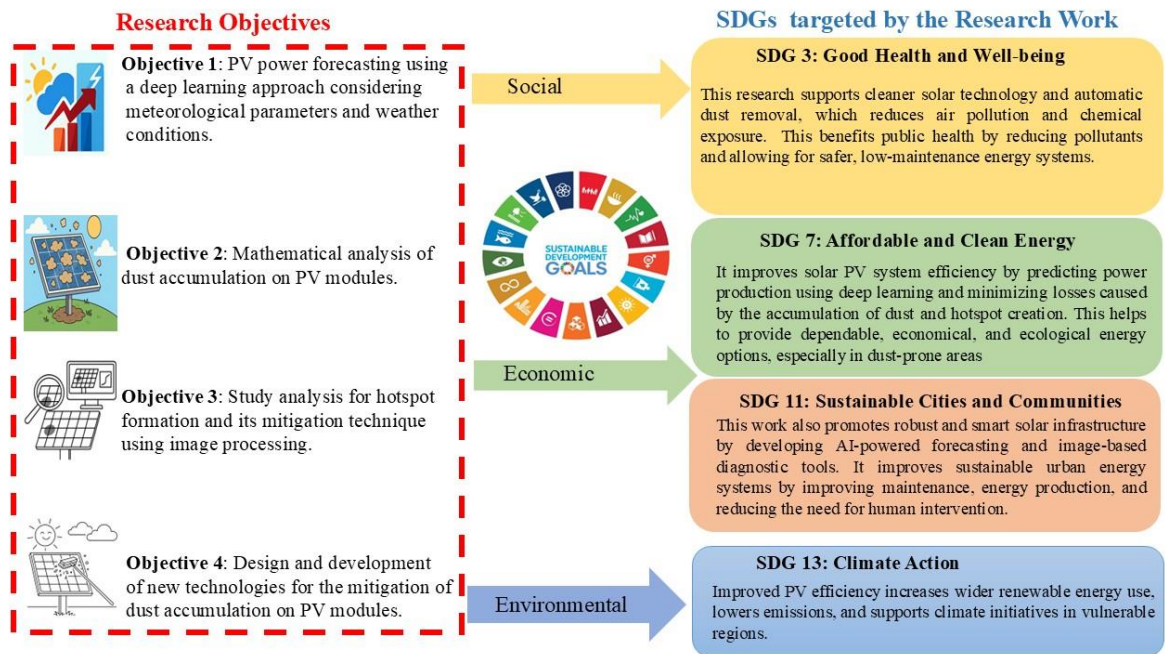 Research Objectives
Objective 1: PV power forecasting using
a deep learning approach considering
meteorological parameters and weather
conditions.
Objective 2: Mathematical analysis of
dust accumulation on PV modules.
Objective 3: Study analysis for hotspot
formation and its mitigation technique
using image processing.
Objective 4: Design and development
of new technologies for the mitigation of
dust accumulation on PV modules.
Social
SUSTAINABLE
DEVELOPMENT
GOALS
Economic
Environmental
SDGs targeted by the Research Work
SDG 3: Good Health and Well-being
This research supports cleaner solar technology and automatic
dust removal, which reduces air pollution and chemical
exposure. This benefits public health by reducing pollutants
and allowing for safer, low-maintenance energy systems.
SDG 7: Affordable and Clean Energy
It improves solar PV system efficiency by predicting power
production using deep learning and minimizing losses caused
by the accumulation of dust and hotspot creation. This helps
to provide dependable, economical, and ecological energy
options, especially in dust-prone areas
SDG 11: Sustainable Cities and Communities
This work also promotes robust and smart solar infrastructure
by developing AI-powered forecasting and image-based
diagnostic tools. It improves sustainable urban energy
systems by improving maintenance, energy production, and
reducing the need for human intervention.
SDG 13: Climate Action
Improved PV efficiency increases wider renewable energy use,
lowers emissions, and supports climate initiatives in vulnerable
regions.